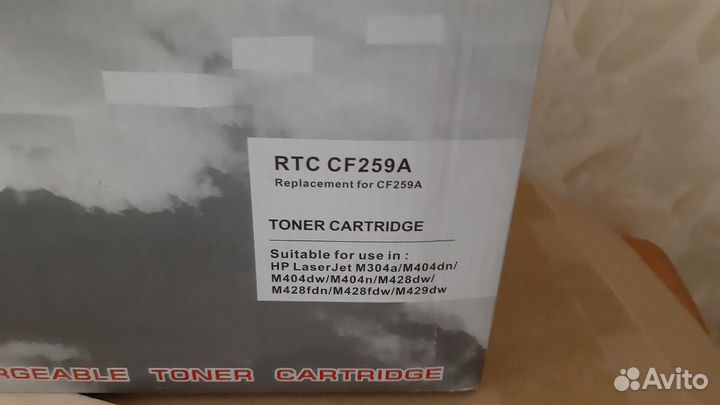 RTC CF259A
Replacement for CF259A
TONER CARTRIDGE
Suitable for use in :
HP LaserJet M304a/M404dn/
M404dw/M404n/M428dw/
M428fdn/M428fdw/M429dw
RGEABLE TONER CARTRIDGE
Avito